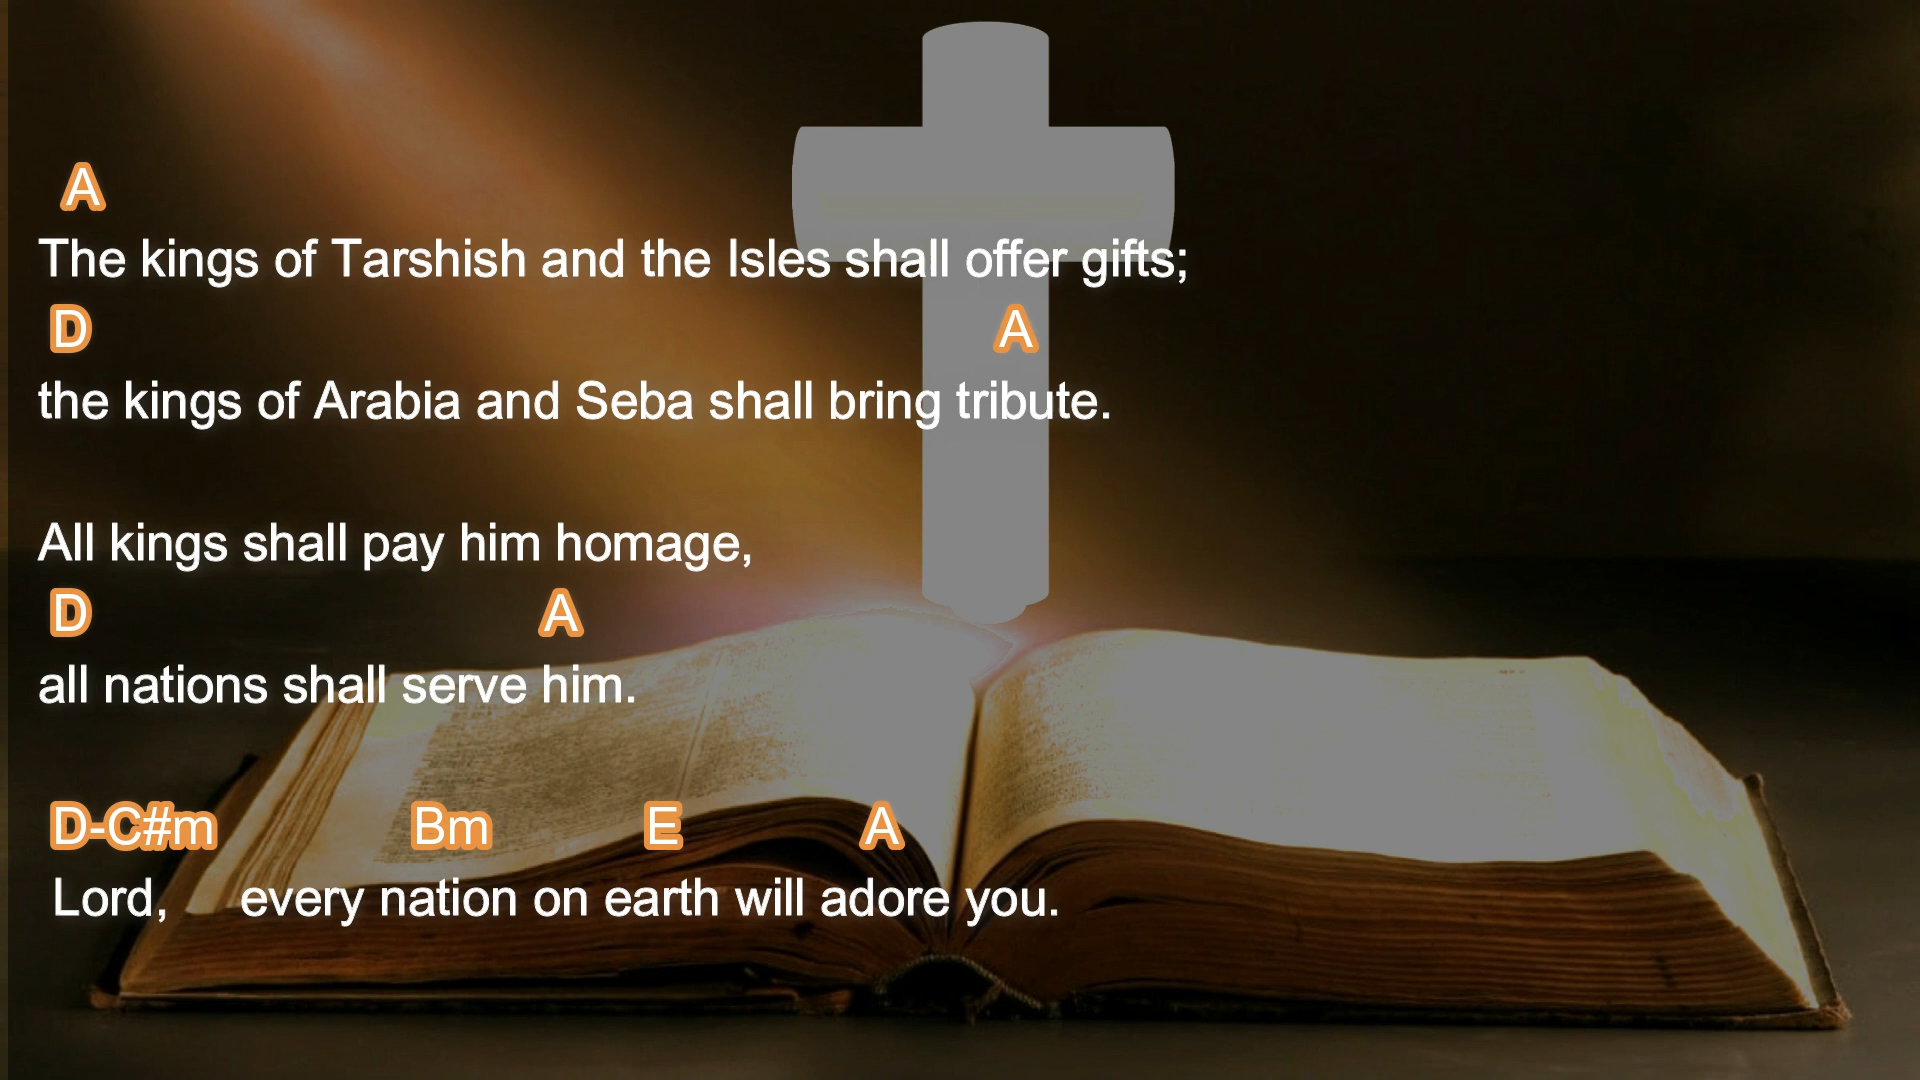 A
The kings of Tarshish and the Isles shall offer gifts;
D A
the kings of Arabia and Seba shall bring tribute.
All kings shall pay him homage,
D A
all nations shall serve him.
D-C#m Bm E A
Lord, every nation on earth will adore you.